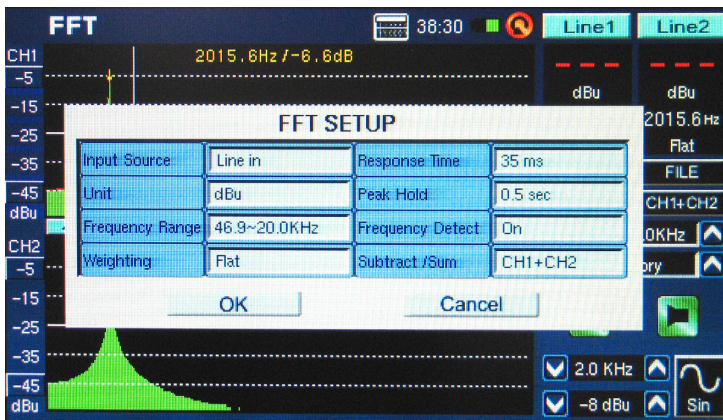 FFT 38:30 Line1 Line2
CH1 2015.6Hz/-6.6dB
-5
--- ---
dBu dBu
-15
2015.6Hz
FFT SETUP
-25
Flat
Input Source Line in Response Time 35 ms
-35
FILE
Unit dBu Peak Hold 0.5 sec
-45
CH1+CH2
dBu
Frequency Range 46.9~20.0KHz Frequency Detect On
.0KHz
CH2
Weighting Flat Subtract /Sum CH1+CH2
-5
ory
-15
OK Cancel
-25
-35
2.0 KHz
-45
dBu
-8 dBu Sin